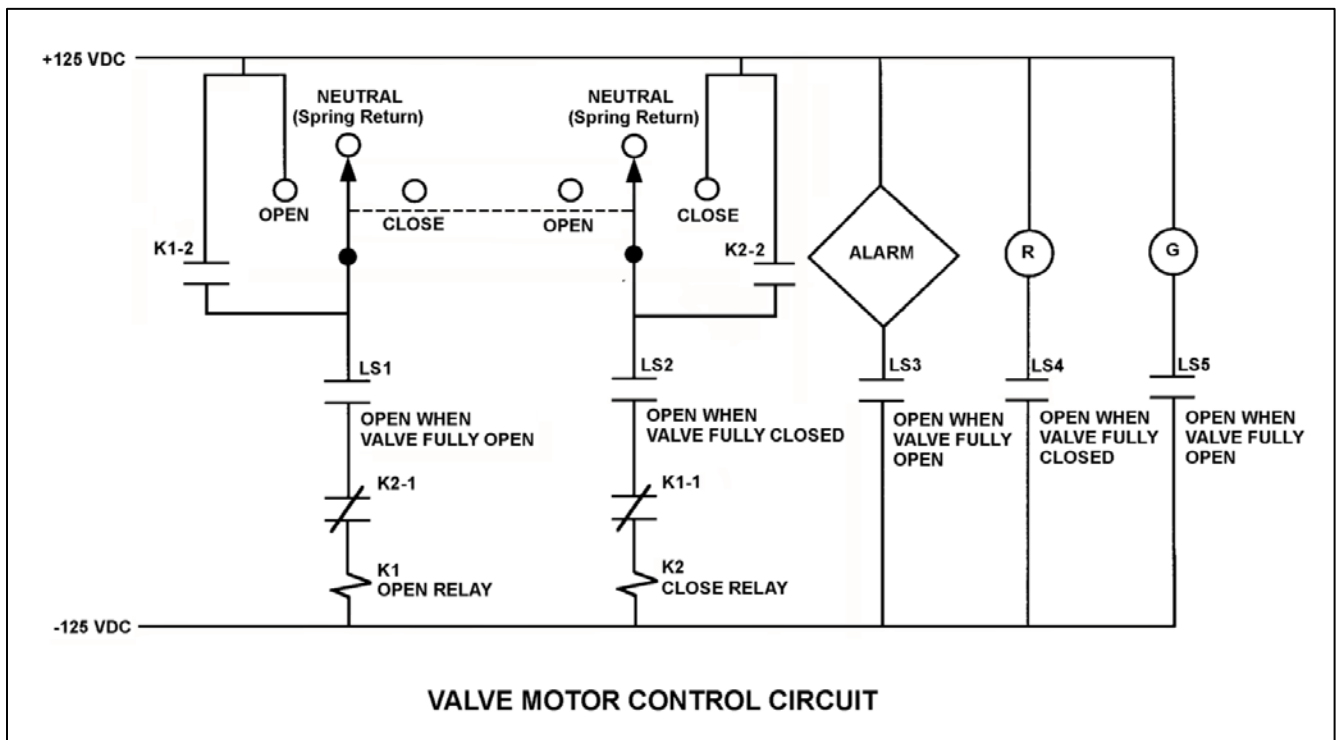 +125 VDC
NEUTRAL
(Spring Return)
NEUTRAL
(Spring Return)
OPEN
CLOSE
OPEN
CLOSE
K1-2
K2-2
ALARM
R
G
LS1
OPEN WHEN
VALVE FULLY OPEN
LS2
OPEN WHEN
VALVE FULLY CLOSED
LS3
OPEN WHEN
VALVE FULLY
OPEN
LS4
OPEN WHEN
VALVE FULLY
CLOSED
LS5
OPEN WHEN
VALVE FULLY
OPEN
K2-1
K1-1
K1
OPEN RELAY
K2
CLOSE RELAY
-125 VDC
VALVE MOTOR CONTROL CIRCUIT